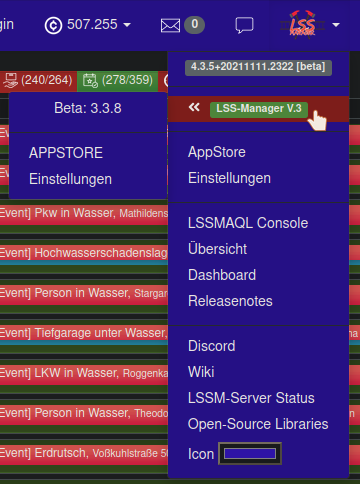 gin 507.255 0 LSS
4.3.5+20211111.2322 [beta]
(240/264) (278/359)
« LSS-Manager V.3
Beta: 3.3.8
APPSTORE
Einstellungen
AppStore
Einstellungen
Event] Pkw in Wasser, Mathildens
LSSMAQL Console
Event] Hochwasserschadenslag
Übersicht
Dashboard
Event] Person in Wasser, Stargar
Releasenotes
Event] Tiefgarage unter Wasser,
Discord
Event] LKW in Wasser, Roggenka
Wiki
LSSM-Server Status
Event] Person in Wasser, Theodo
Open-Source Libraries
Event] Erdrutsch, Voßkuhlstraße 50
Icon